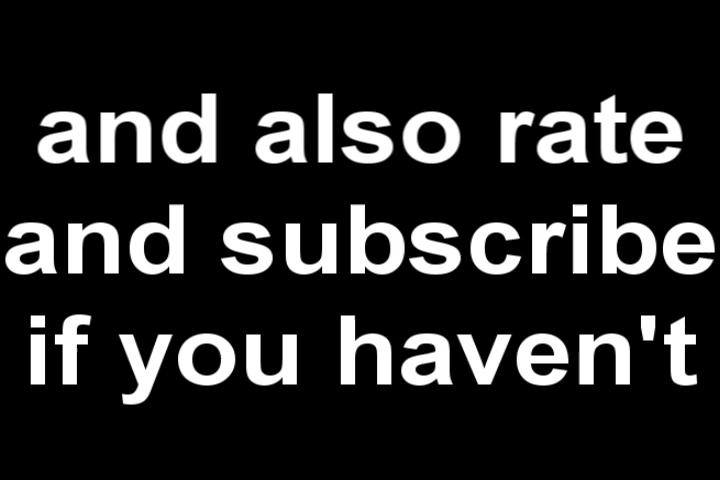 and also rate
and subscribe
if you haven't